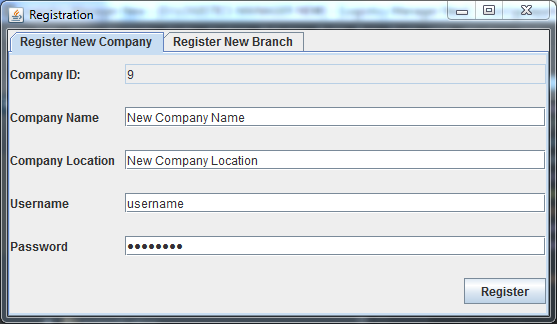 Registration
Register New Company Register New Branch
Company ID: 9
Company Name New Company Name
Company Location New Company Location
Username username
Password ●●●●●●●●
Register